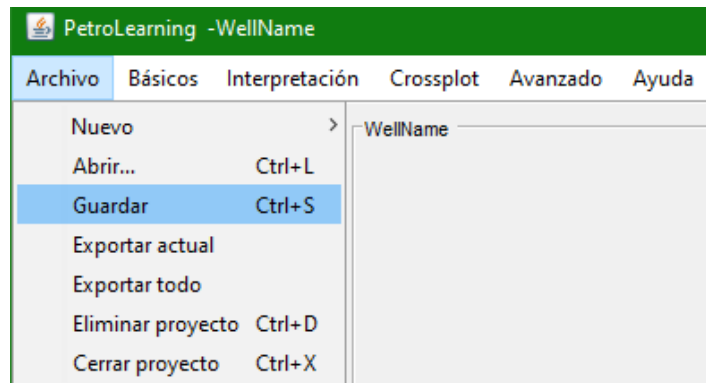 PetroLearning -WellName
Archivo Básicos Interpretación Crossplot Avanzado Ayuda
Nuevo >
WellName
Abrir... Ctrl+L
Guardar Ctrl+S
Exportar actual
Exportar todo
Eliminar proyecto Ctrl+D
Cerrar proyecto Ctrl+X